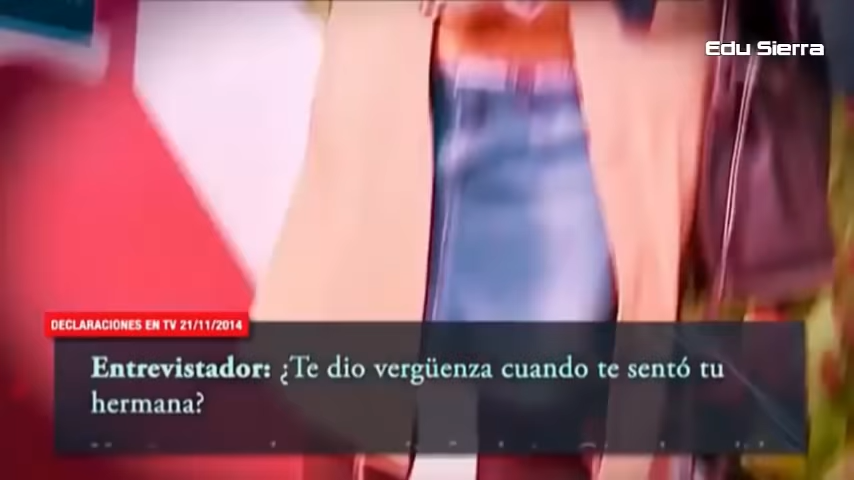 Edu Sierra
DECLARACIONES EN TV 21/11/2014
Entrevistador: ¿Te dio vergüenza cuando te sentó tu
hermana?